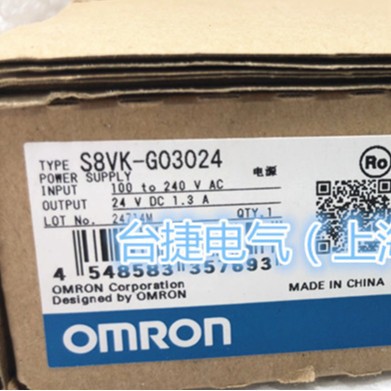 TYPE S8VK-G03024
POWER SUPPLY 电源
INPUT 100 to 240 V AC
OUTPUT 24 V DC 1.3 A
LOT No. QTY.1
台捷电气（上海
4 548583 357693
OMRON Corporation
Designed by OMRON
MADE IN CHINA
OMRON
Ro